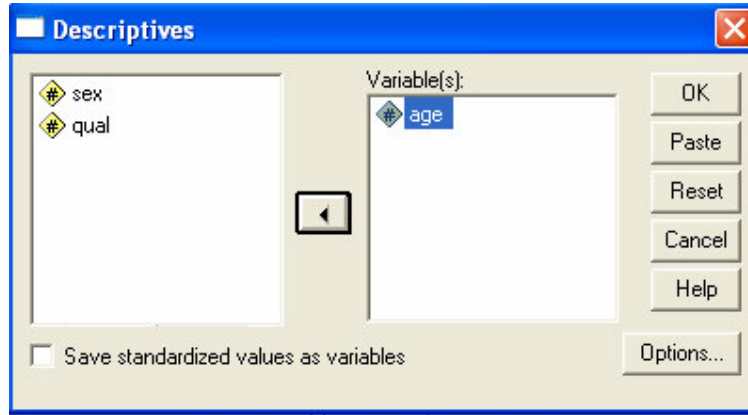 Descriptives
sex
qual
Variable(s):
age
OK
Paste
Reset
Cancel
Help
Save standardized values as variables
Options...